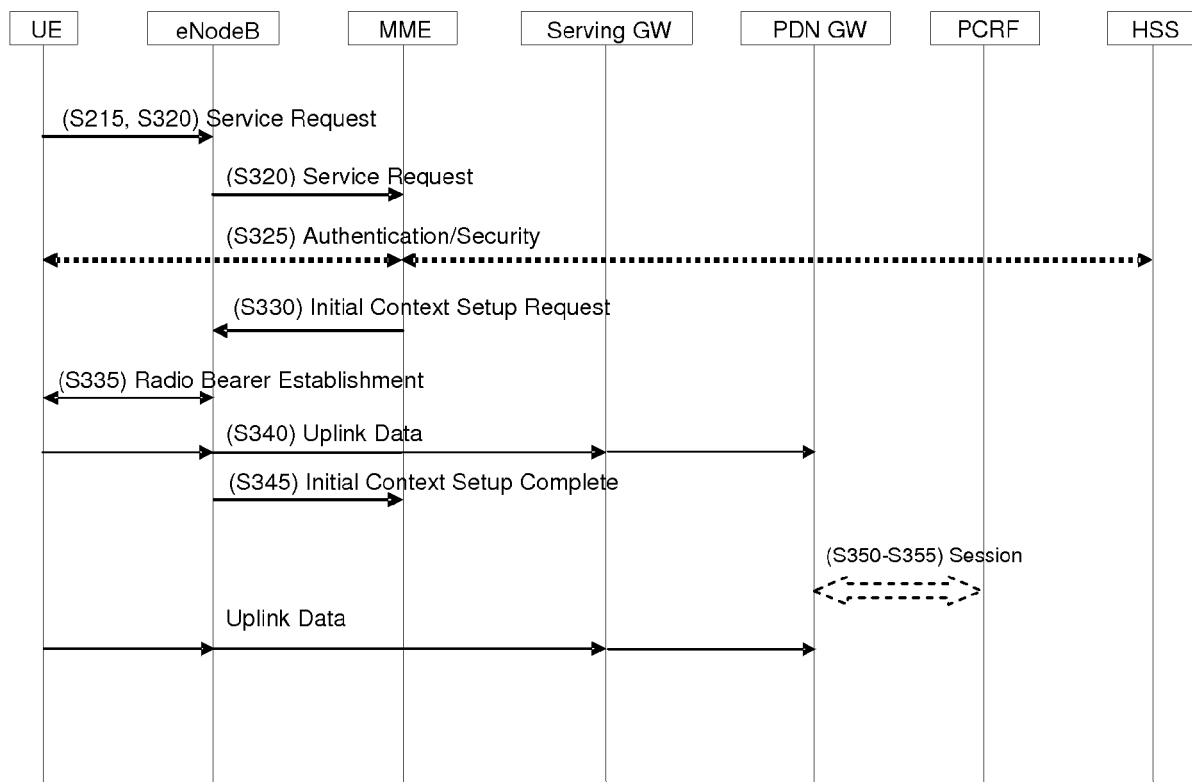 UE eNodeB MME Serving GW PDN GW PCRF HSS
(S215, S320) Service Request
(S320) Service Request
(S325) Authentication/Security
(S330) Initial Context Setup Request
(S335) Radio Bearer Establishment
(S340) Uplink Data
(S345) Initial Context Setup Complete
(S350-S355) Session
Uplink Data